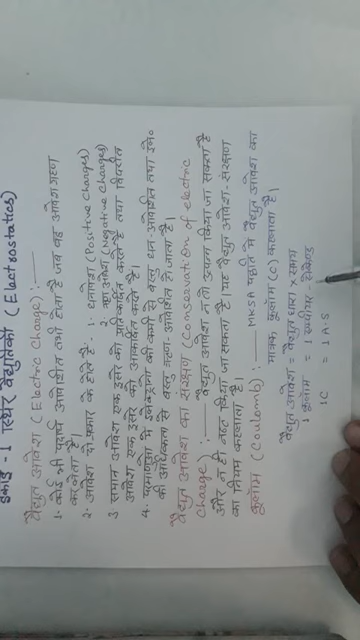 इकाई -1 स्थिर वैद्युतिकी (Electrostatics)
वैद्युत आवेश (Electric Charge) :—
1- कोई भी पदार्थ आवेशित तभी होता है जब वह आवेश ग्रहण
करलेता है।
2- आवेश दो प्रकार के होते है - 1:- धनावेश (Positive Charges)
2. ऋण आवेश (Negative Charges)
3 समान आवेश एक दूसरे को प्रतिकर्षित करते है तथा विपरीत
आवेश एक दूसरे को आकर्षित करते है।
4. परमाणुओं में इलेक्ट्रानों की कमी से वस्तु धन-आवेशित तथा इले०
की अधिकता से वस्तु ऋण-आवेशित हो जाता है।
वैद्युत आवेश का संरक्षण (Conservation of electric
Charge) :— वैद्युत आवेश न तो उत्पन्न किया जा सकता है
और न ही नष्ट किया जा सकता है। यह वैद्युत आवेश-संरक्षण
का नियम कहलाता है।
कूलॉम (Coulomb) :— MKSA पद्धति में वैद्युत आवेश का
मात्रक कूलॉम (C) कहलाता है।
वैद्युत आवेश = वैद्युत धारा × समय
1 कूलॉम = 1 एम्पीयर सेकेण्ड
1C = 1 A-S